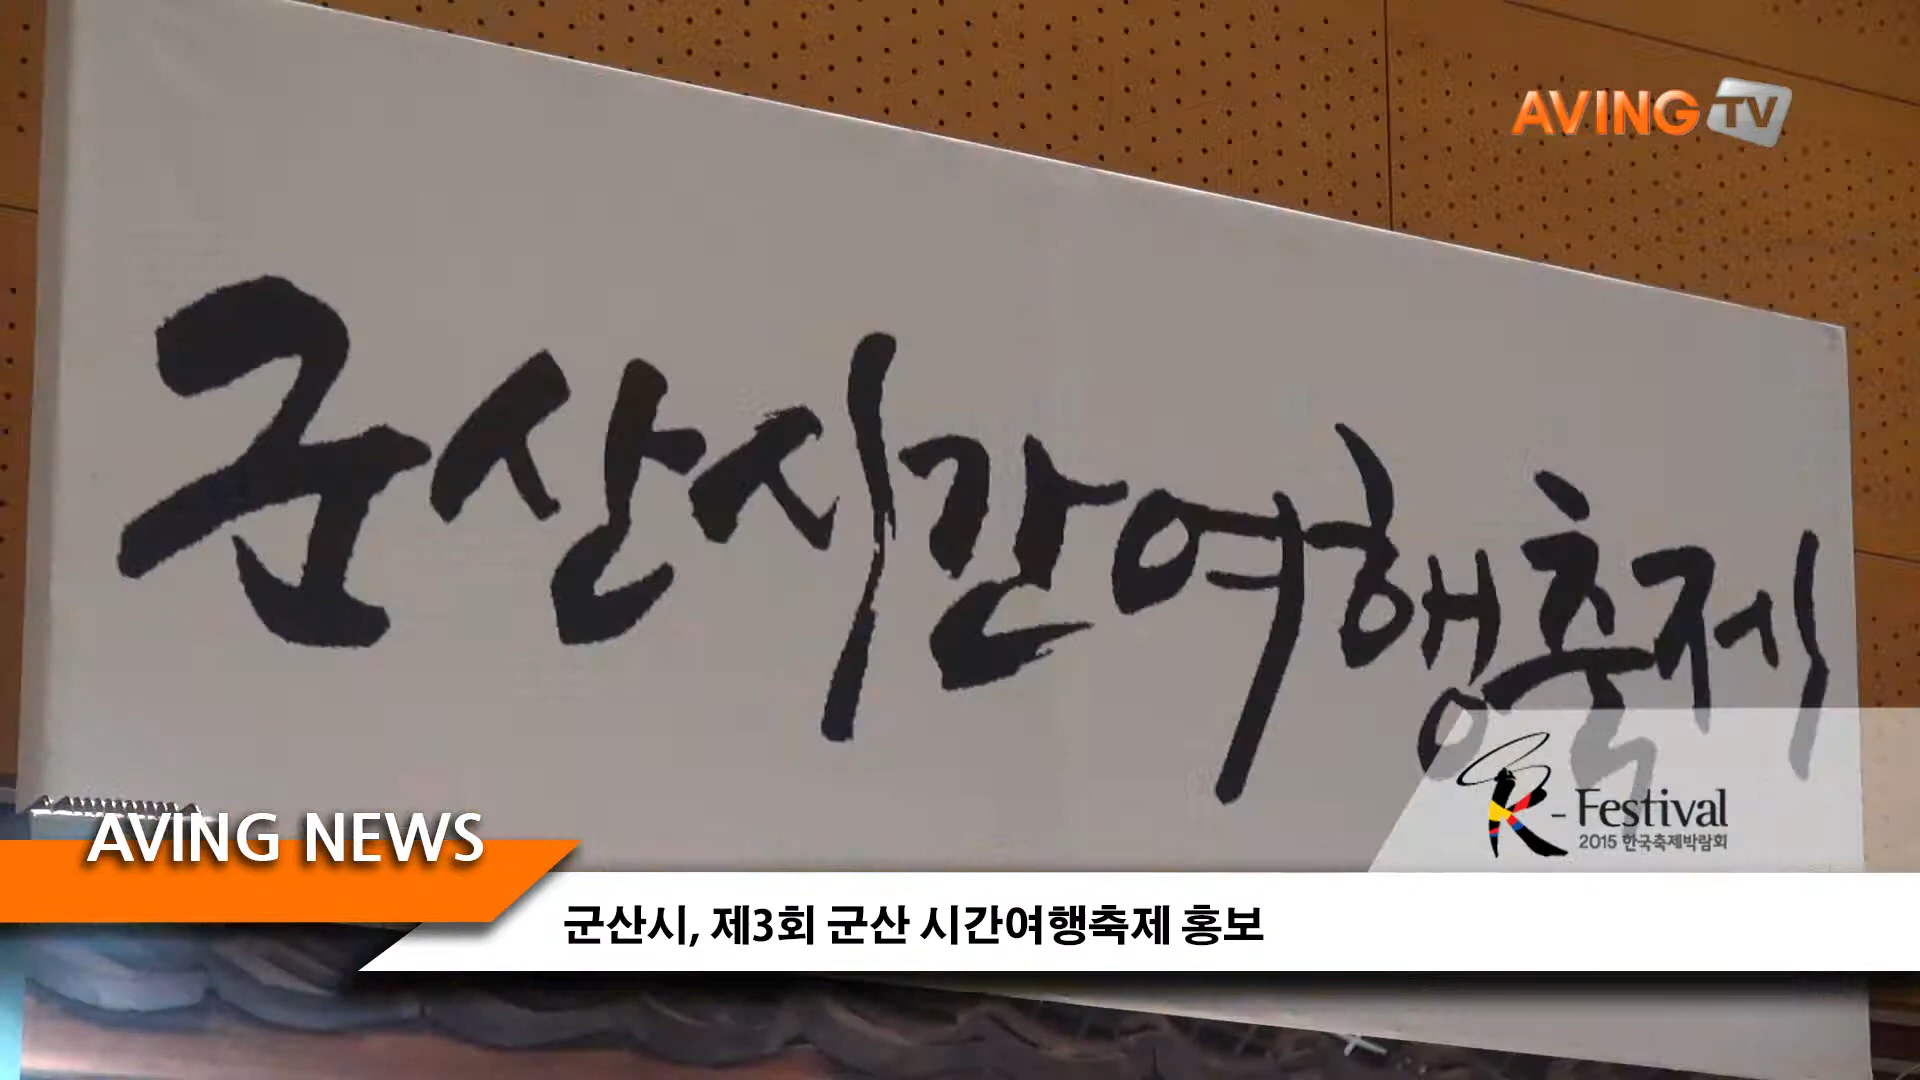 AVING TV
군산시간여행축제
K-Festival
2015 한국축제박람회
AVING NEWS
군산시, 제3회 군산 시간여행축제 홍보